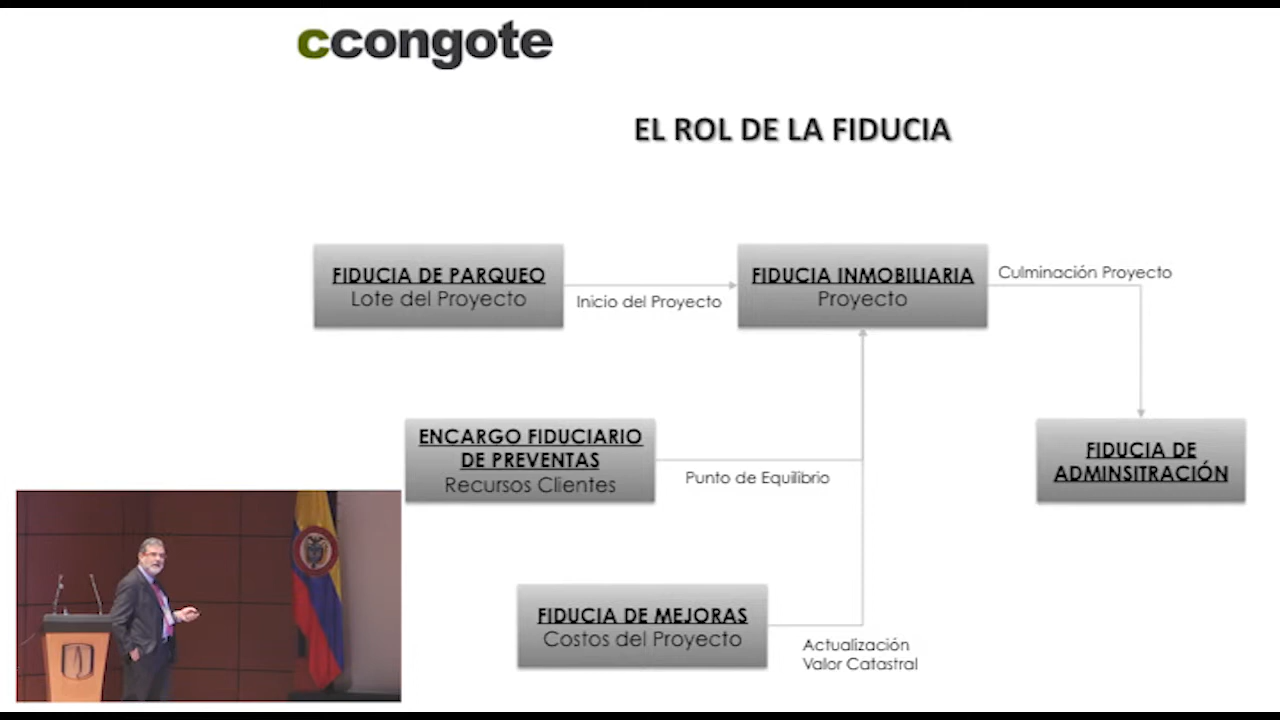 ccongote
EL ROL DE LA FIDUCIA
FIDUCIA DE PARQUEO
Lote del Proyecto
Inicio del Proyecto
FIDUCIA INMOBILIARIA
Proyecto
Culminación Proyecto
ENCARGO FIDUCIARIO
DE PREVENTAS
Recursos Clientes
Punto de Equilibrio
FIDUCIA DE
ADMINSITRACIÓN
FIDUCIA DE MEJORAS
Costos del Proyecto
Actualización
Valor Catastral